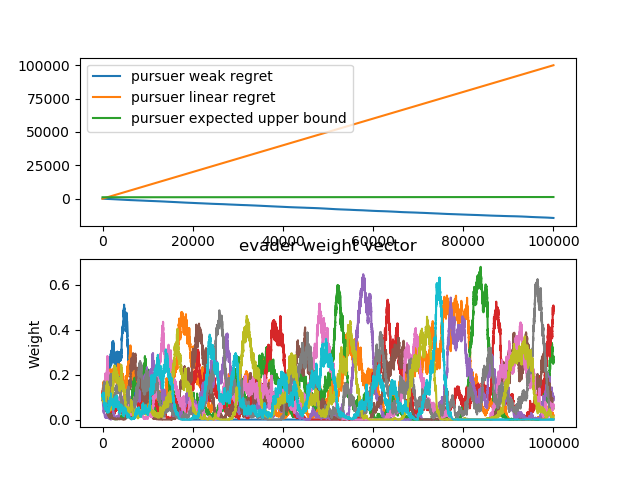 100000
75000
50000
25000
0
pursuer weak regret
pursuer linear regret
pursuer expected upper bound
0 20000 40000 60000 80000 100000
evader weight vector
0.6
0.4
0.2
0.0
Weight
0 20000 40000 60000 80000 100000